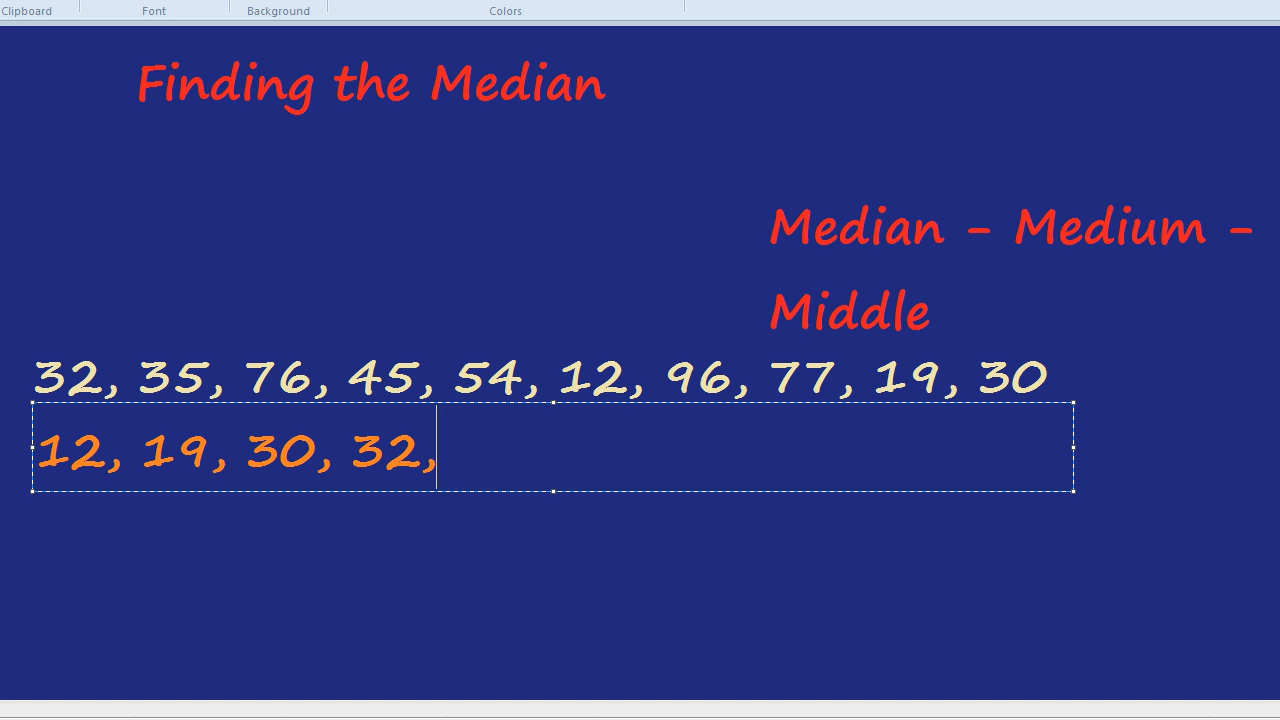 Clipboard Font Background Colors
Finding the Median
Median - Medium -
Middle
32, 35, 76, 45, 54, 12, 96, 77, 19, 30
12, 19, 30, 32,